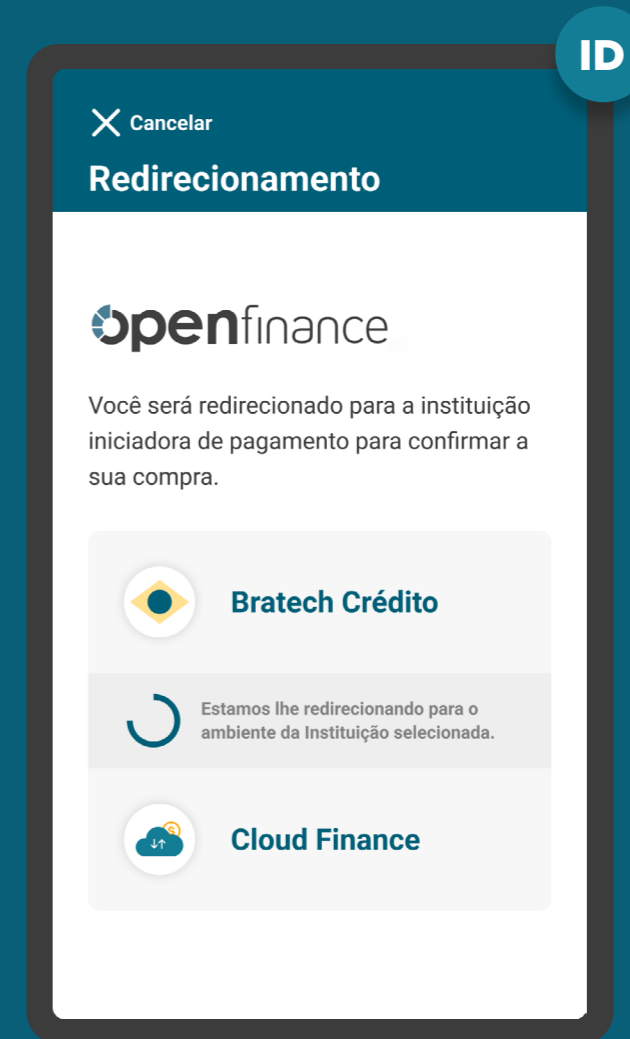 ID
Cancelar
Redirecionamento
openfinance
Você será redirecionado para a instituição
iniciadora de pagamento para confirmar a
sua compra.
Bratech Crédito
Estamos lhe redirecionando para o
ambiente da Instituição selecionada.
$
Cloud Finance